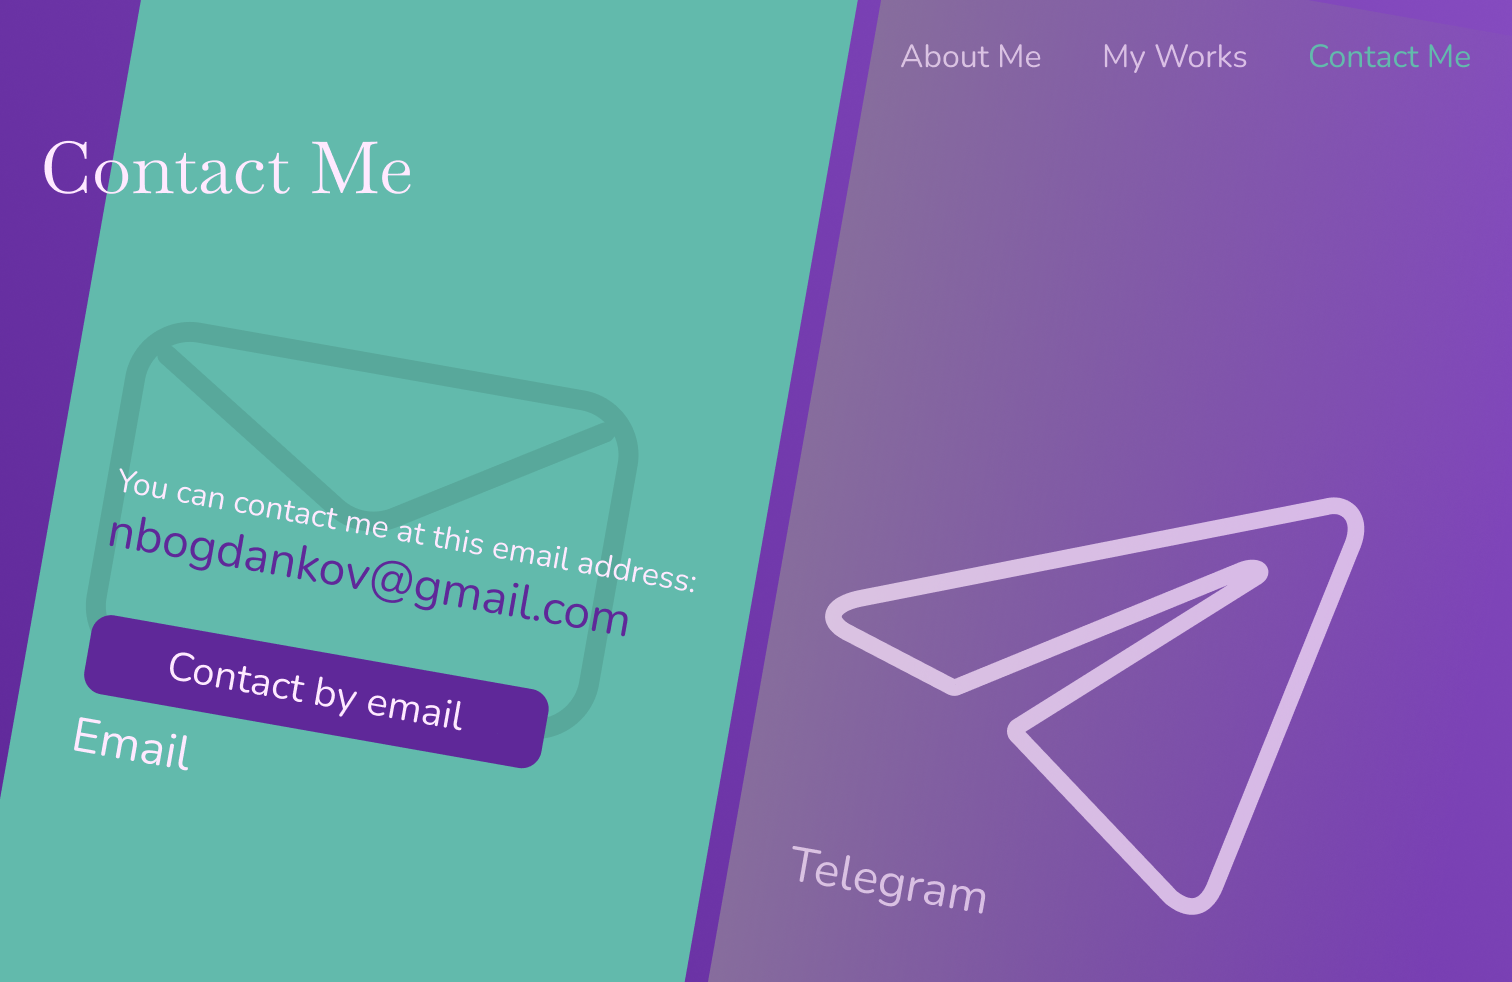 About Me
My Works
Contact Me
Contact Me
You can contact me at this email address:
nbogdankov@gmail.com
Contact by email
Email
Telegram